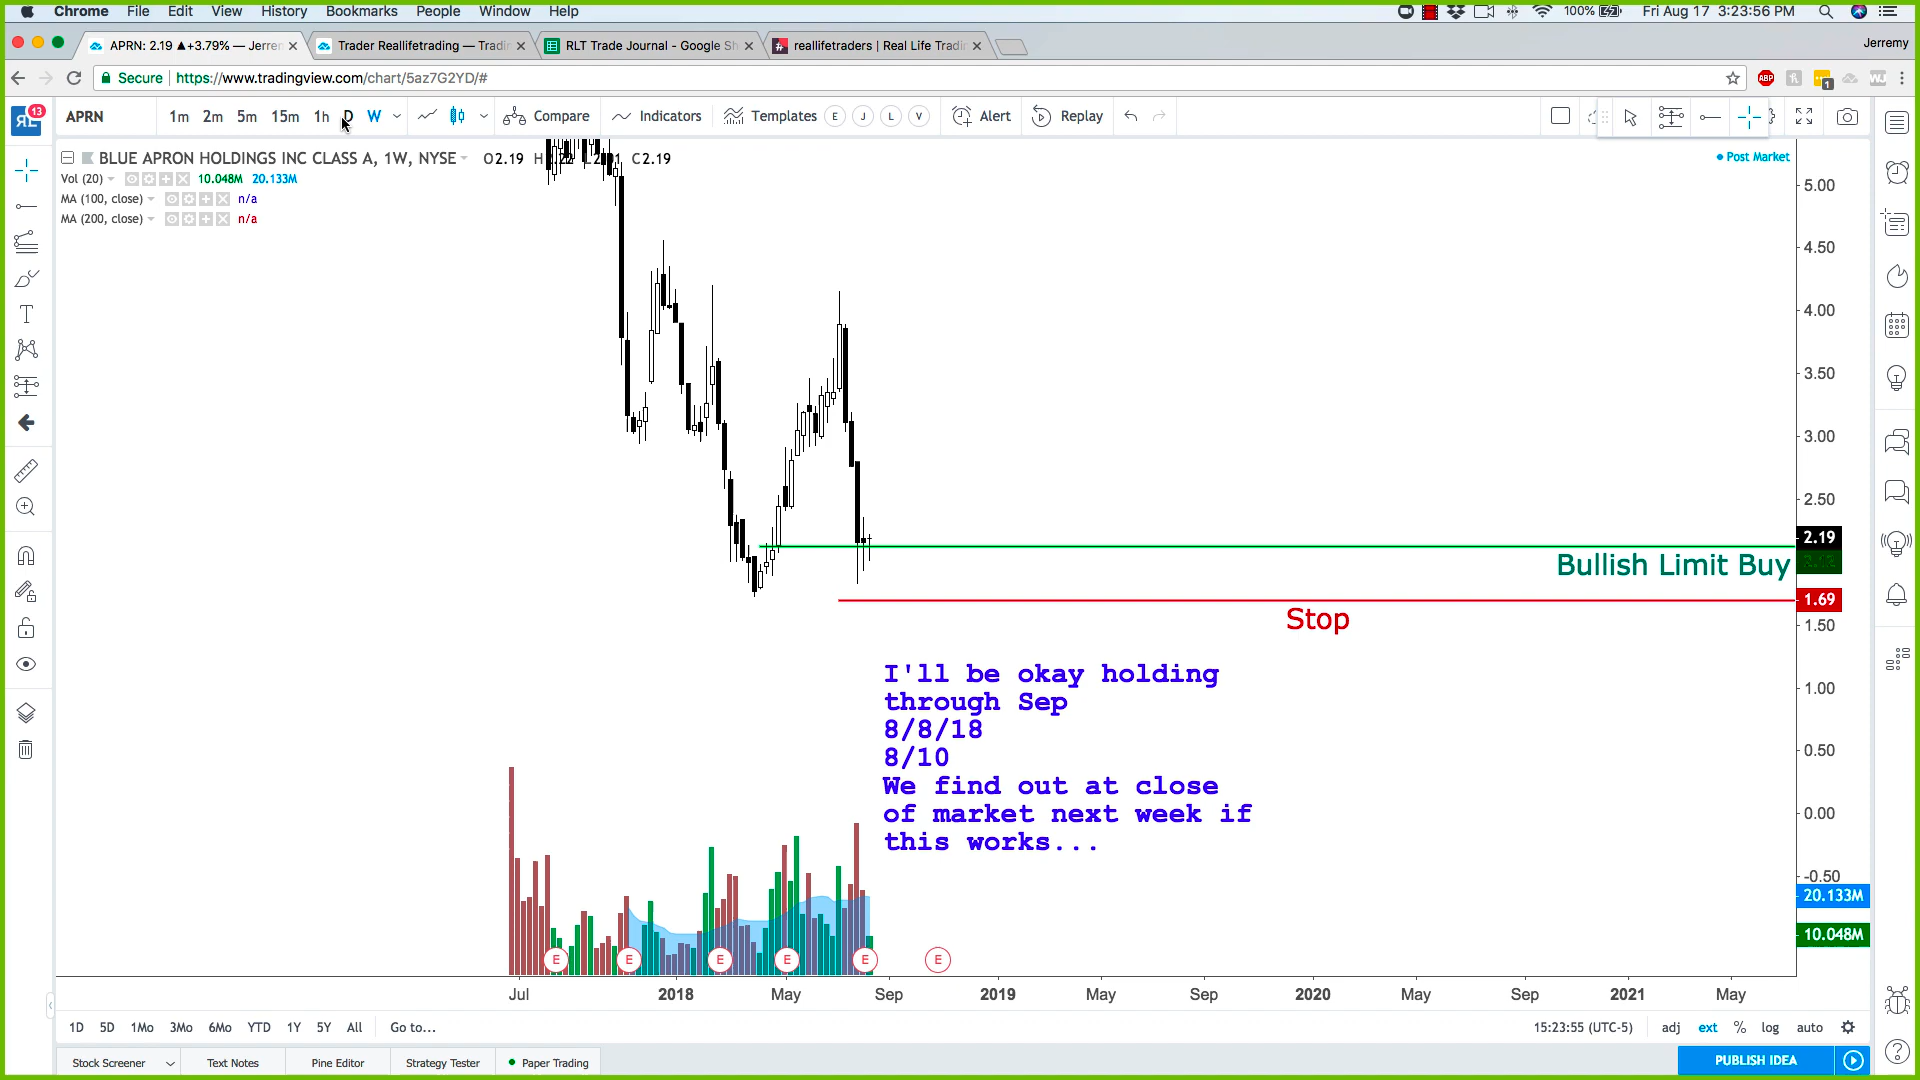 Chrome File Edit View History Bookmarks People Window Help 100% Fri Aug 17 3:23:56 PM
APRN: 2.19 ▲+3.79% — Jerren Trader Reallifetrading — Tradin RLT Trade Journal - Google Sh reallifetraders | Real Life Tradin Jerremy
Secure https://www.tradingview.com/chart/5az7G2YD/# ABP 1
13 APRN 1m 2m 5m 15m 1h D W Compare Indicators Templates E J L V Alert Replay
BLUE APRON HOLDINGS INC CLASS A, 1W, NYSE O2.19 C2.19
Post Market
Vol (20) 10.048M 20.133M
MA (100, close) n/a
MA (200, close) n/a
5.00
4.50
4.00
3.50
3.00
2.50
2.19
Bullish Limit Buy
1.69
Stop
1.50
I'll be okay holding
through Sep
8/8/18
8/10
We find out at close
of market next week if
this works...
1.00
0.50
0.00
-0.50
20.133M
10.048M
E E E E E E
Jul 2018 May Sep 2019 May Sep 2020 May Sep 2021 May
1D 5D 1Mo 3Mo 6Mo YTD 1Y 5Y All Go to... 15:23:55 (UTC-5) adj ext % log auto
Stock Screener Text Notes Pine Editor Strategy Tester Paper Trading PUBLISH IDEA